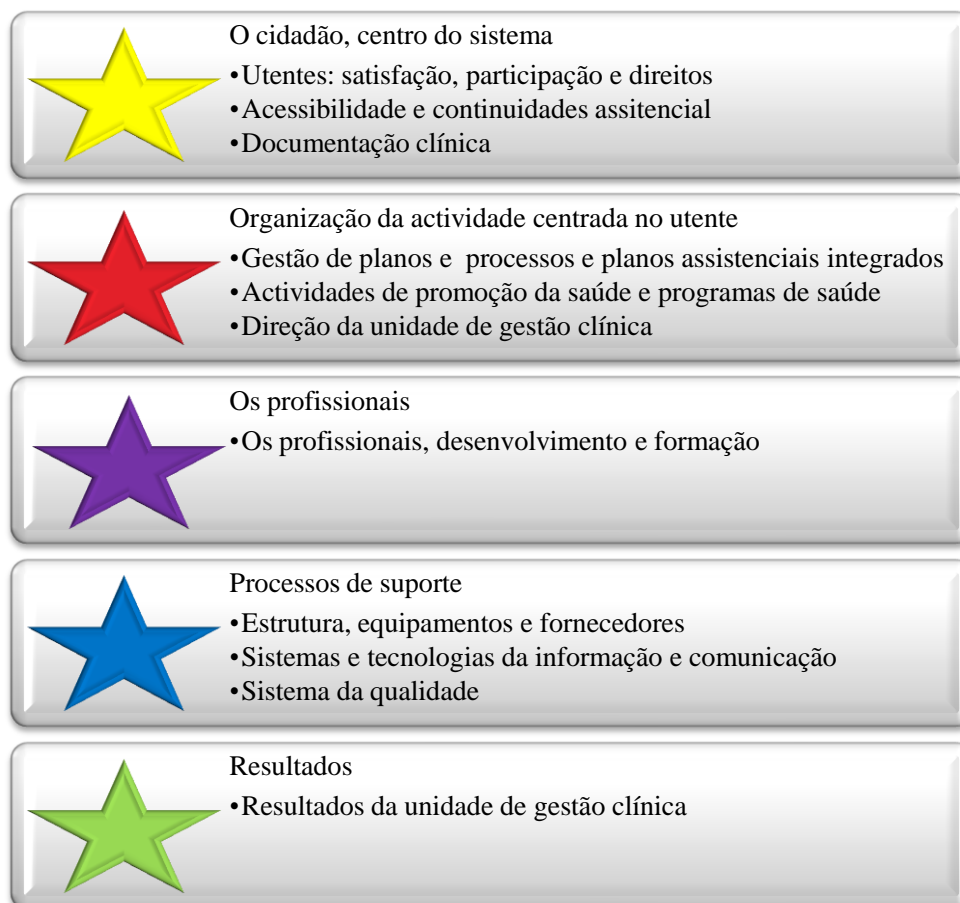 O cidadão, centro do sistema
•Utentes: satisfação, participação e direitos
•Acessibilidade e continuidades assitencial
•Documentação clínica
Organização da actividade centrada no utente
•Gestão de planos e processos e planos assistenciais integrados
•Actividades de promoção da saúde e programas de saúde
•Direção da unidade de gestão clínica
Os profissionais
•Os profissionais, desenvolvimento e formação
Processos de suporte
•Estrutura, equipamentos e fornecedores
•Sistemas e tecnologias da informação e comunicação
•Sistema da qualidade
Resultados
•Resultados da unidade de gestão clínica